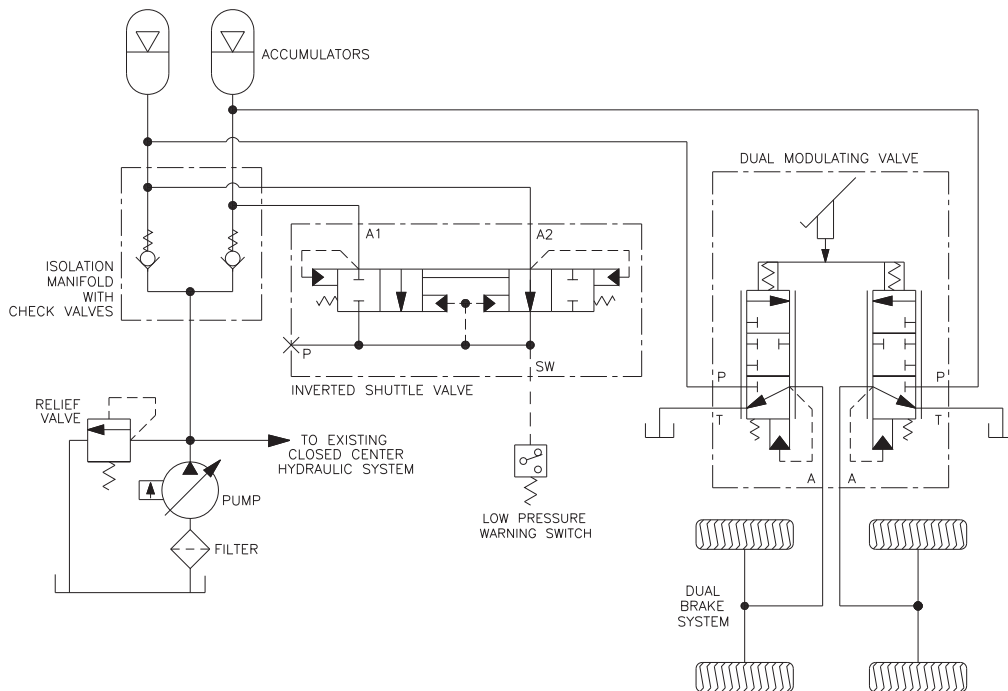 ACCUMULATORS
DUAL MODULATING VALVE
A1
A2
ISOLATION
MANIFOLD
WITH
CHECK VALVES
P
SW
INVERTED SHUTTLE VALVE
P
P
T
T
RELIEF
VALVE
TO EXISTING
CLOSED CENTER
HYDRAULIC SYSTEM
A
A
PUMP
LOW PRESSURE
WARNING SWITCH
FILTER
DUAL
BRAKE
SYSTEM